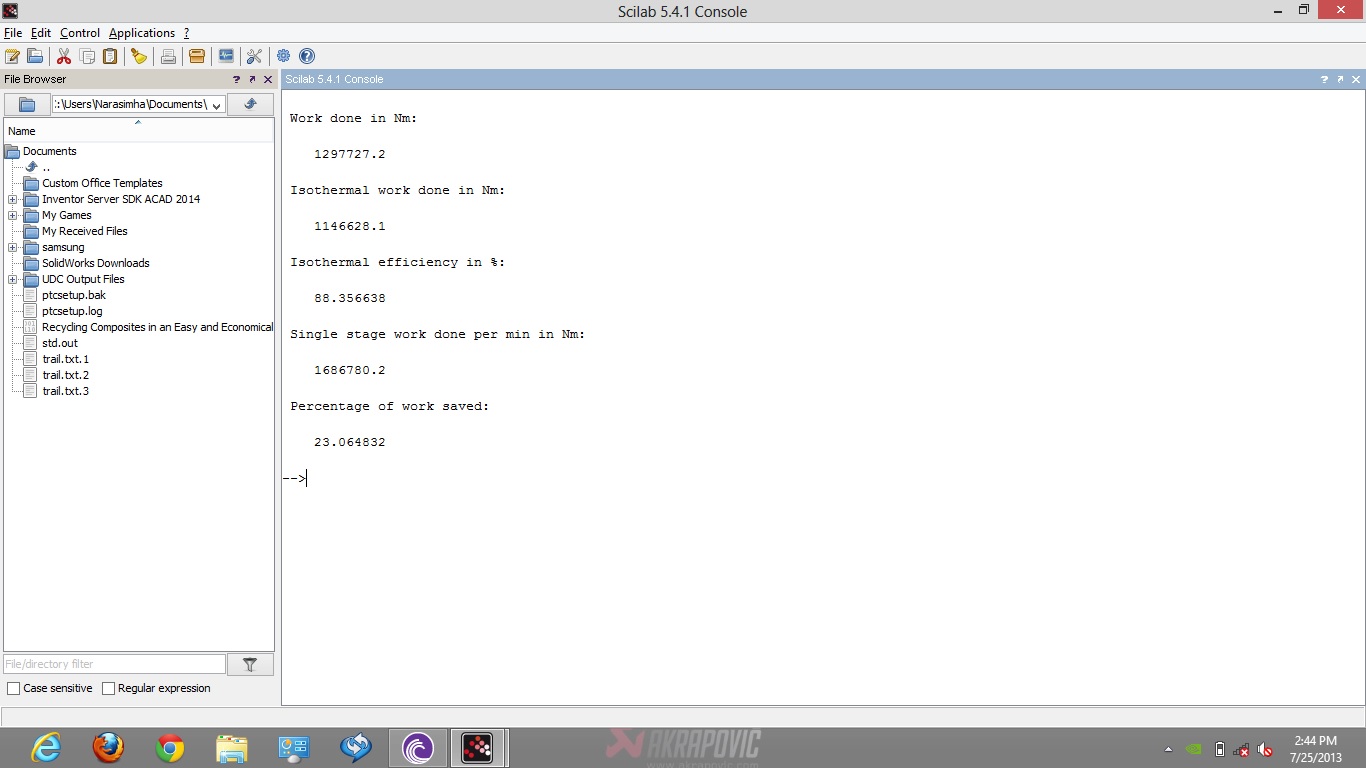 Scilab 5.4.1 Console
File Edit Control Applications ?
File Browser
Scilab 5.4.1 Console
:\Users\Narasimha\Documents\
Name
Documents
..
Custom Office Templates
Inventor Server SDK ACAD 2014
My Games
My Received Files
samsung
SolidWorks Downloads
UDC Output Files
ptcsetup.bak
ptcsetup.log
Recycling Composites in an Easy and Economical
std.out
trail.txt.1
trail.txt.2
trail.txt.3
File/directory filter
Case sensitive Regular expression
Work done in Nm:
1297727.2
Isothermal work done in Nm:
1146628.1
Isothermal efficiency in %:
88.356638
Single stage work done per min in Nm:
1686780.2
Percentage of work saved:
23.064832
-->
AKRAPOVIC
www.akrapovic.com
2:44 PM
7/25/2013